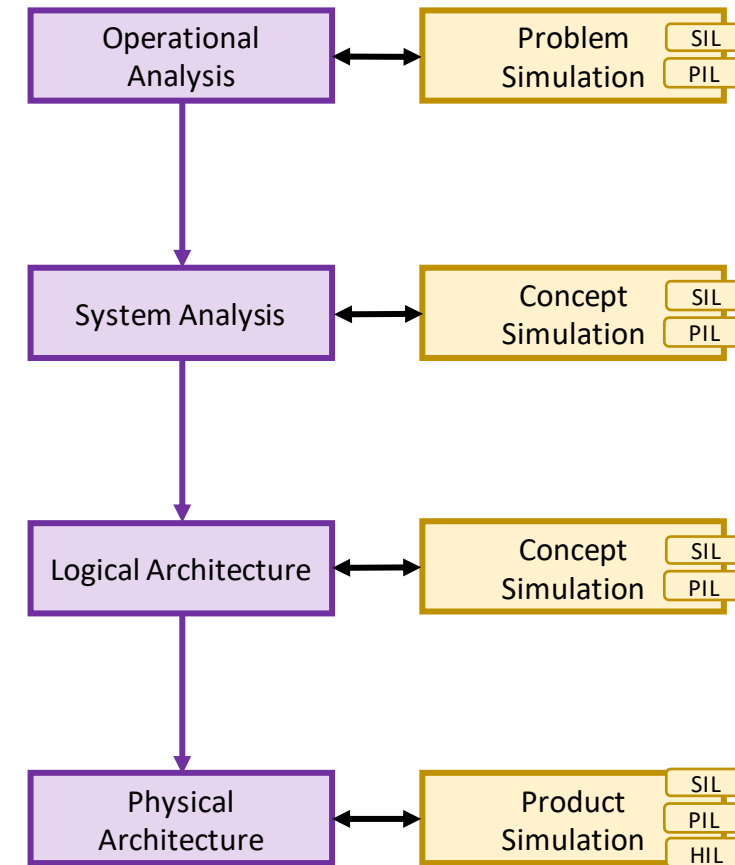 Operational
Analysis
Problem
Simulation
SIL
PIL
System Analysis
Concept
Simulation
SIL
PIL
Logical Architecture
Concept
Simulation
SIL
PIL
Physical
Architecture
Product
Simulation
SIL
PIL
HIL